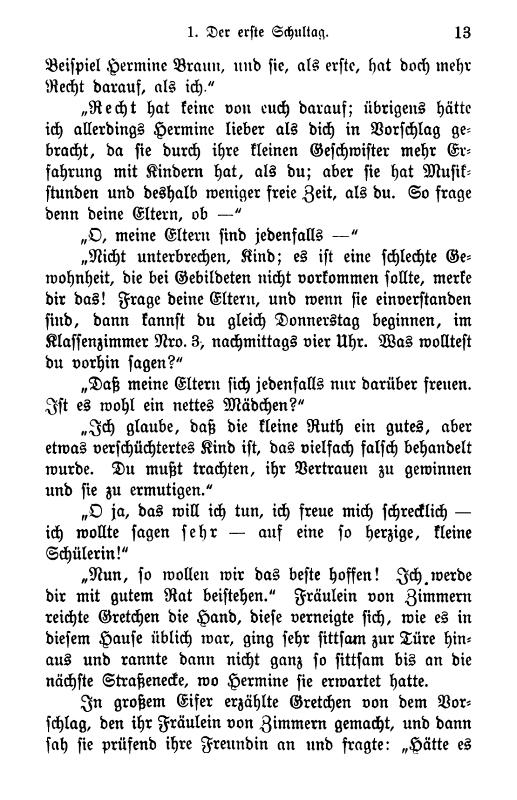 1. Der erste Schultag. 13
Beispiel Hermine Braun, und sie, als erste, hat doch mehr
Recht darauf, als ich.“
„Recht hat keine von euch darauf; übrigens hätte
ich allerdings Hermine lieber als dich in Vorschlag ge-
bracht, da sie durch ihre kleinen Geschwister mehr Er-
fahrung mit Kindern hat, als du; aber sie hat Musik-
stunden und deshalb weniger freie Zeit, als du. So frage
denn deine Eltern, ob —“
„O, meine Eltern sind jedenfalls —“
„Nicht unterbrechen, Kind; es ist eine schlechte Ge-
wohnheit, die bei Gebildeten nicht vorkommen sollte, merke
dir das! Frage deine Eltern, und wenn sie einverstanden
sind, dann kannst du gleich Donnerstag beginnen, im
Klassenzimmer Nro. 3, nachmittags vier Uhr. Was wolltest
du vorhin sagen?“
„Daß meine Eltern sich jedenfalls nur darüber freuen.
Ist es wohl ein nettes Mädchen?“
„Ich glaube, daß die kleine Ruth ein gutes, aber
etwas verschüchtertes Kind ist, das vielfach falsch behandelt
wurde. Du mußt trachten, ihr Vertrauen zu gewinnen
und sie zu ermutigen.“
„O ja, das will ich tun, ich freue mich schrecklich —
ich wollte sagen sehr — auf eine so herzige, kleine
Schülerin!“
„Nun, so wollen wir das beste hoffen! Ich werde
dir mit gutem Rat beistehen.“ Fräulein von Zimmern
reichte Gretchen die Hand, diese verneigte sich, wie es in
diesem Hause üblich war, ging sehr sittsam zur Türe hin-
aus und rannte dann nicht ganz so sittsam bis an die
nächste Straßenecke, wo Hermine sie erwartet hatte.
In großem Eifer erzählte Gretchen von dem Vor-
schlag, den ihr Fräulein von Zimmern gemacht, und dann
sah sie prüfend ihre Freundin an und fragte: „Hätte es